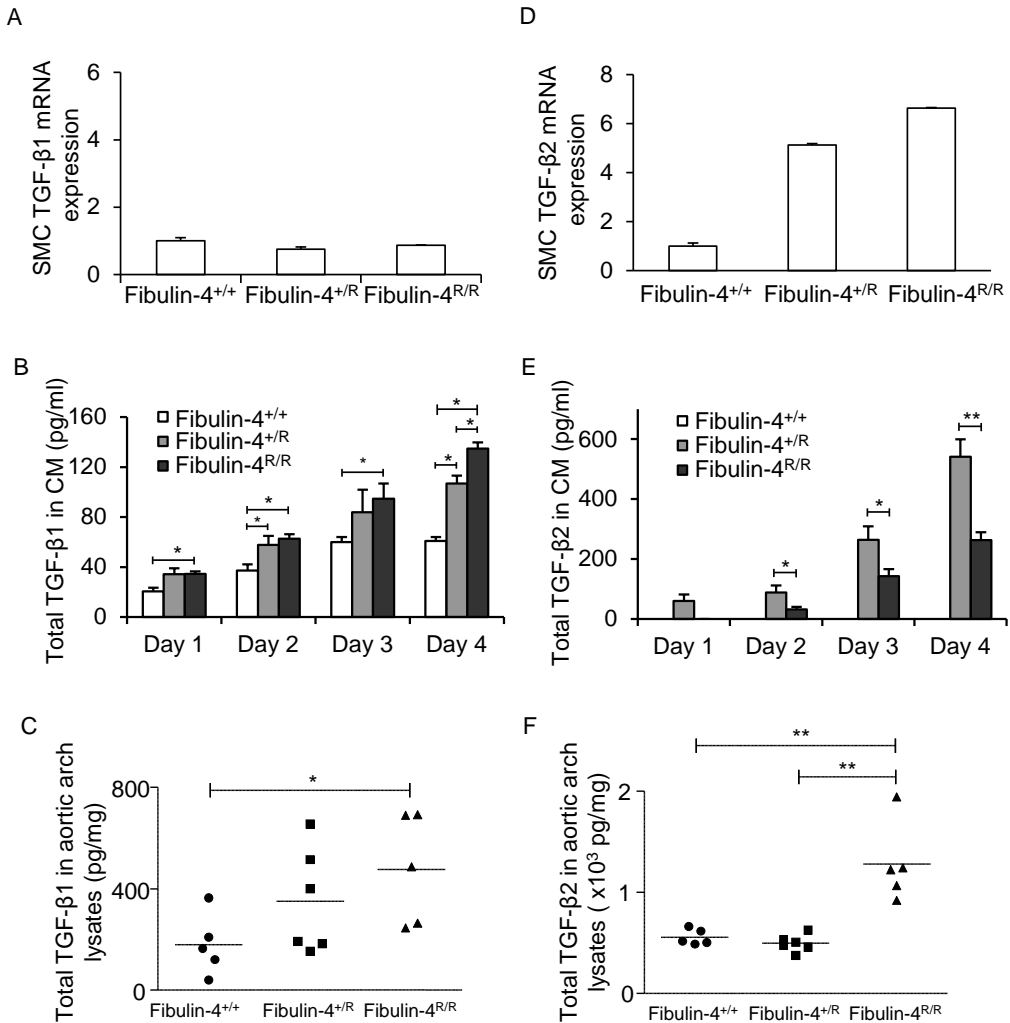 A
SMC TGF-β1 mRNA
expression
6
4
2
0
Fibulin-4+/+
Fibulin-4+/R
Fibulin-4R/R
D
SMC TGF-β2 mRNA
expression
8
6
4
2
0
Fibulin-4+/+
Fibulin-4+/R
Fibulin-4R/R
B
Total TGF-β1 in CM (pg/ml)
160
120
80
40
0
Fibulin-4+/+
Fibulin-4+/R
Fibulin-4R/R
*
*
*
*
*
*
*
Day 1
Day 2
Day 3
Day 4
E
Total TGF-β2 in CM (pg/ml)
600
400
200
0
Fibulin-4+/+
Fibulin-4+/R
Fibulin-4R/R
*
*
**
Day 1
Day 2
Day 3
Day 4
C
Total TGF-β1 in aortic arch
lysates (pg/mg)
800
400
0
*
Fibulin-4+/+
Fibulin-4+/R
Fibulin-4R/R
F
Total TGF-β2 in aortic arch
lysates ( x10³ pg/mg)
2
1
0
**
**
Fibulin-4+/+
Fibulin-4+/R
Fibulin-4R/R